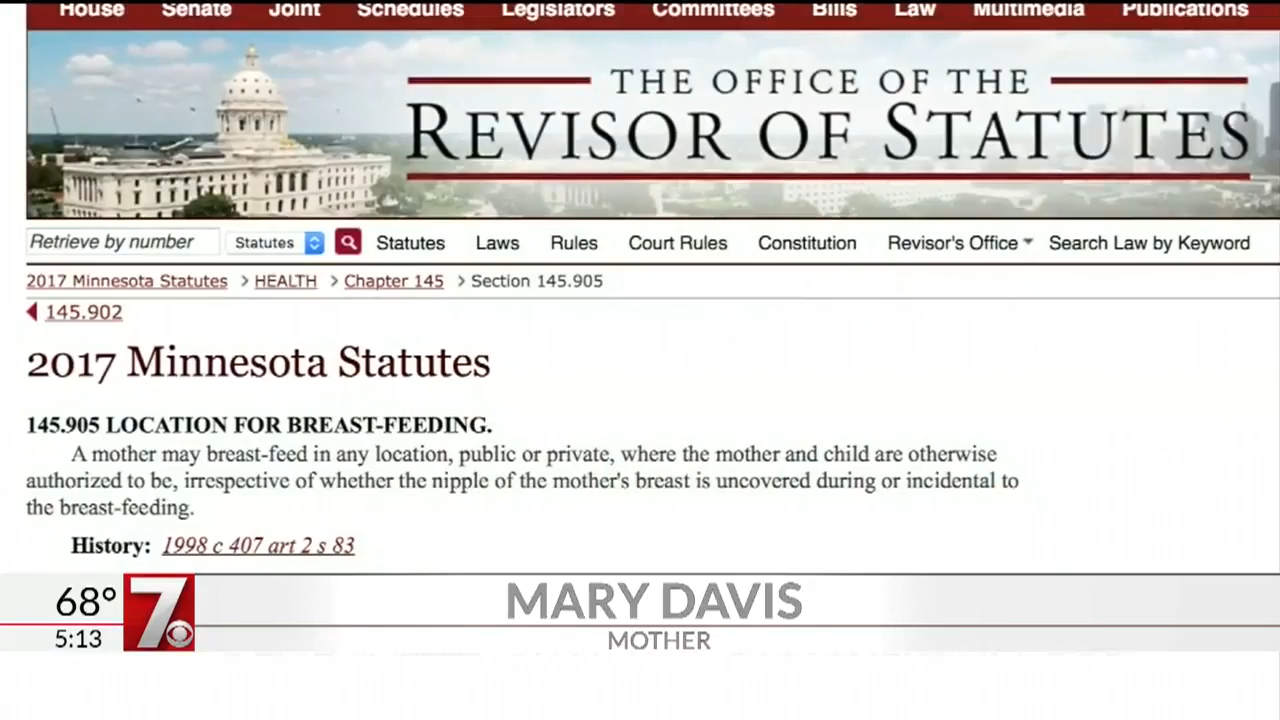 House Senate Joint Schedules Legislators Committees Bills Law Multimedia Publications
THE OFFICE OF THE
REVISOR OF STATUTES
Retrieve by number Statutes Statutes Laws Rules Court Rules Constitution Revisor's Office Search Law by Keyword
2017 Minnesota Statutes > HEALTH > Chapter 145 > Section 145.905
145.902
2017 Minnesota Statutes
145.905 LOCATION FOR BREAST-FEEDING.
A mother may breast-feed in any location, public or private, where the mother and child are otherwise
authorized to be, irrespective of whether the nipple of the mother's breast is uncovered during or incidental to
the breast-feeding.
History: 1998 c 407 art 2 s 83
68° 7 MARY DAVIS
5:13 MOTHER